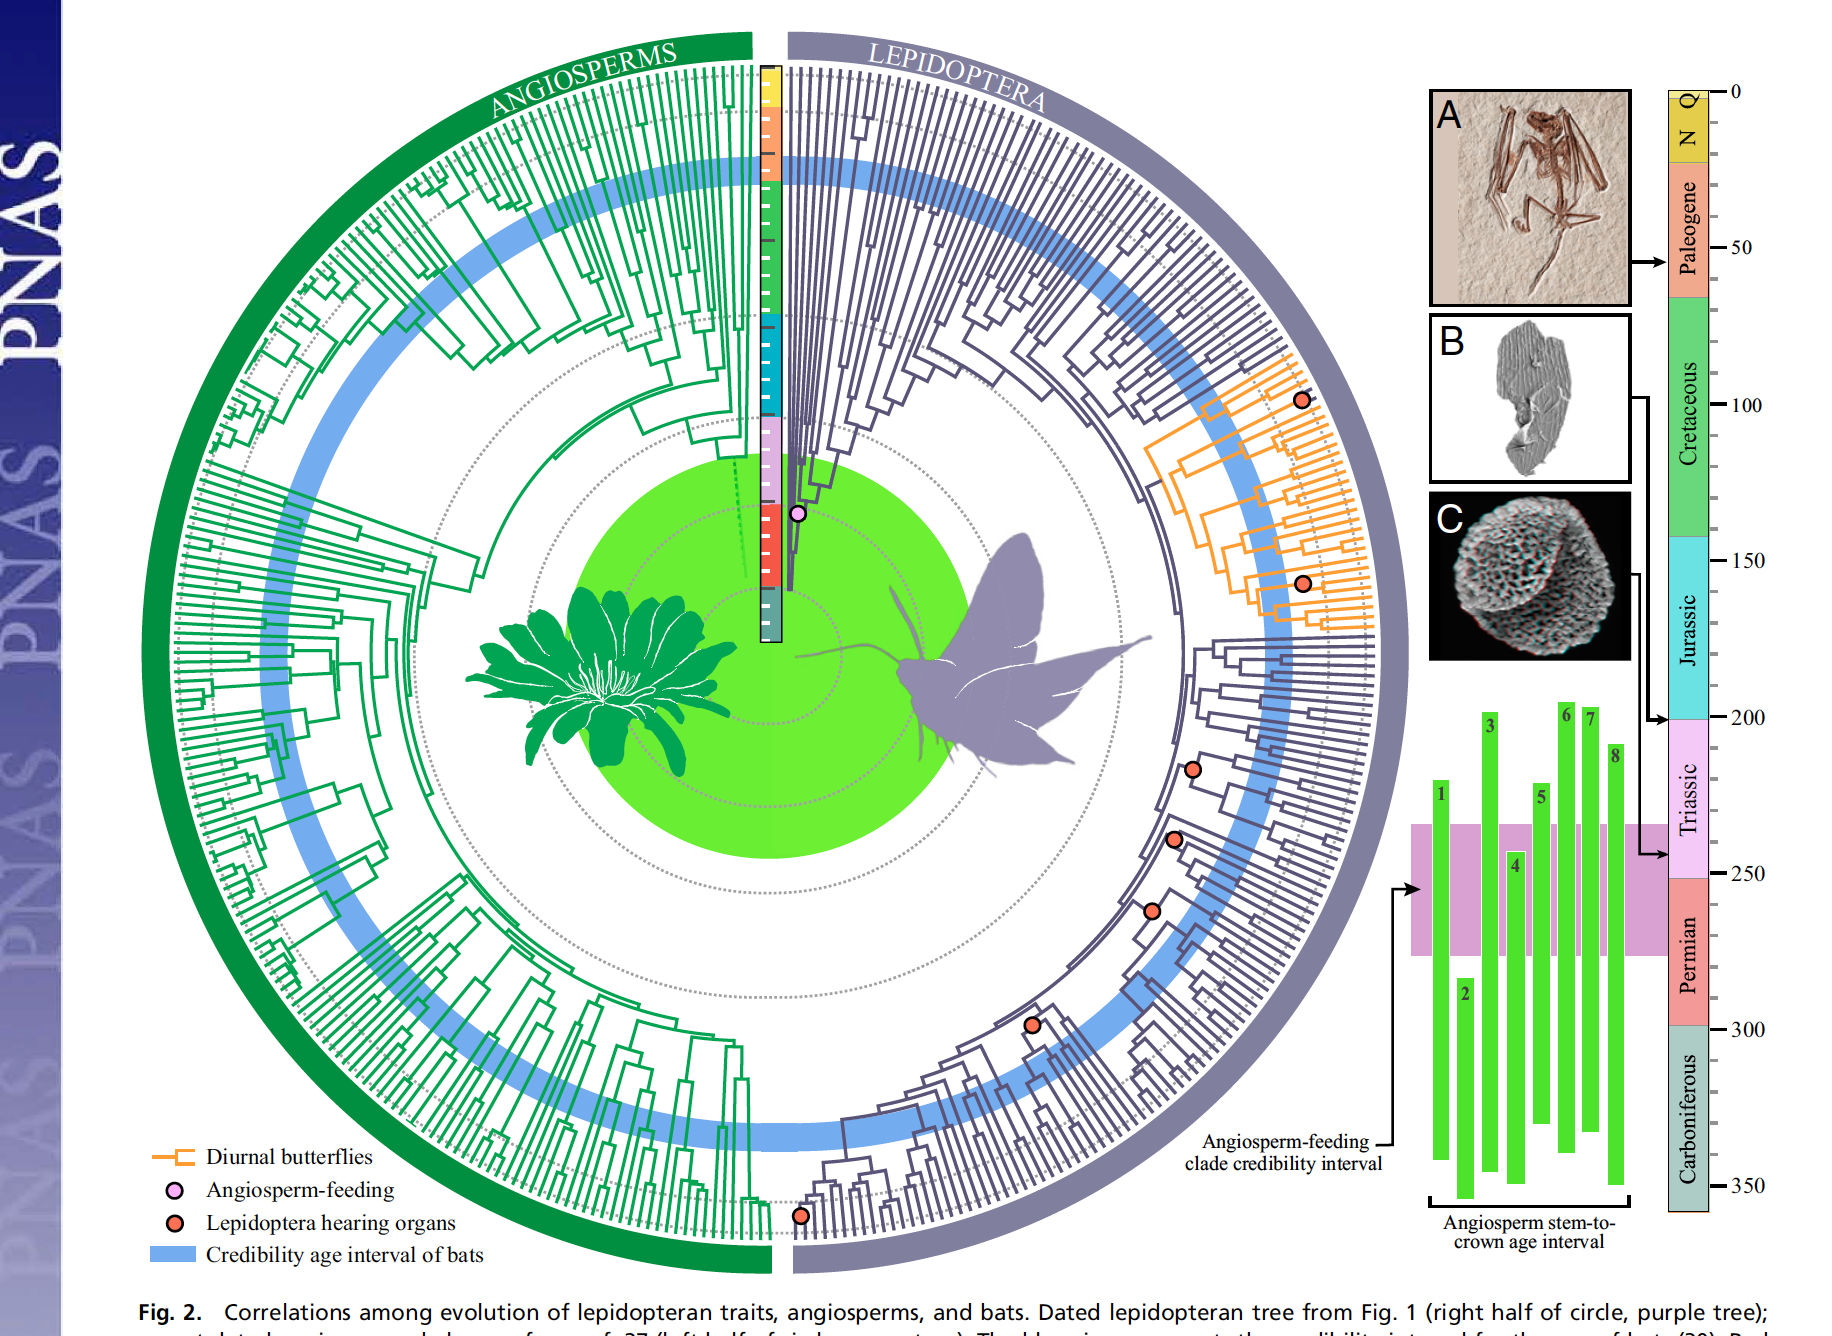 PNAS
PNAS
PNAS
PNAS
ANGIOSPERMS
LEPIDOPTERA
A
B
C
Q
N
Paleogene
Cretaceous
Jurassic
Triassic
Permian
Carboniferous
0
50
100
150
200
250
300
350
1
2
3
4
5
6
7
8
Angiosperm-feeding
clade credibility interval
Angiosperm stem-to-
crown age interval
Diurnal butterflies
Angiosperm-feeding
Lepidoptera hearing organs
Credibility age interval of bats
Fig. 2. Correlations among evolution of lepidopteran traits, angiosperms, and bats. Dated lepidopteran tree from Fig. 1 (right half of circle, purple tree);